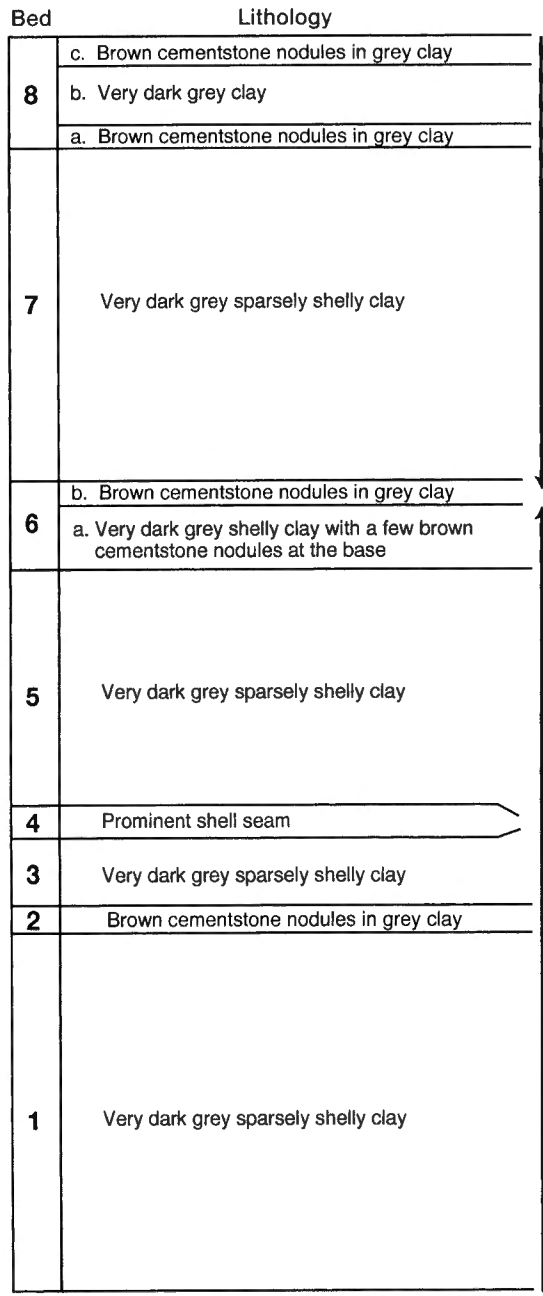 Bed Lithology
c. Brown cementstone nodules in grey clay
8
b. Very dark grey clay
a. Brown cementstone nodules in grey clay
7
Very dark grey sparsely shelly clay
b. Brown cementstone nodules in grey clay
6
a. Very dark grey shelly clay with a few brown
cementstone nodules at the base
5
Very dark grey sparsely shelly clay
4
Prominent shell seam
3
Very dark grey sparsely shelly clay
2
Brown cementstone nodules in grey clay
1
Very dark grey sparsely shelly clay